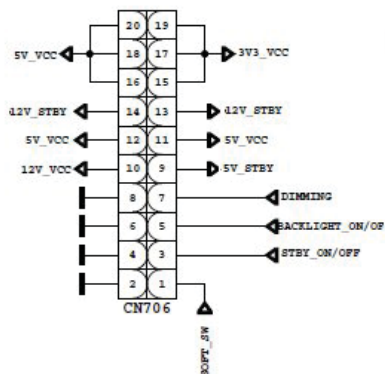 20 19
5V_VCC 18 17 3V3_VCC
16 15
12V_STBY 14 13 12V_STBY
5V_VCC 12 11 5V_VCC
12V_VCC 10 9 5V_STBY
8 7 DIMMING
6 5 BACKLIGHT_ON/OF
4 3 STBY_ON/OFF
2 1
CN706
SOFT_SW